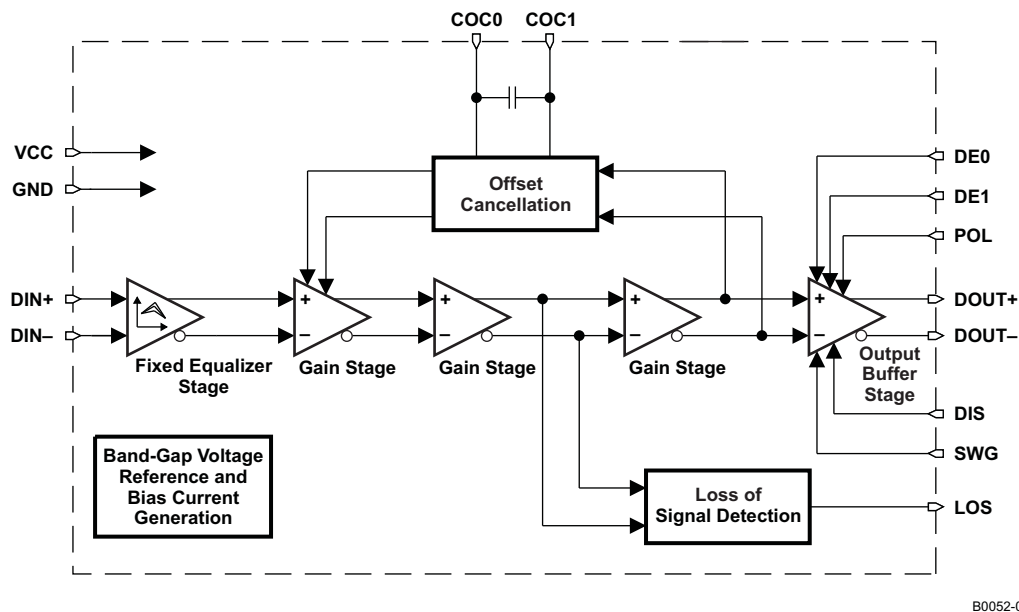 COC0 COC1
VCC
GND
Offset
Cancellation
DE0
DE1
POL
DIN+
DIN–
+
–
+
–
+
–
+
–
DOUT+
DOUT–
Fixed Equalizer
Stage
Gain Stage
Gain Stage
Gain Stage
Output
Buffer
Stage
DIS
SWG
Band-Gap Voltage
Reference and
Bias Current
Generation
Loss of
Signal Detection
LOS